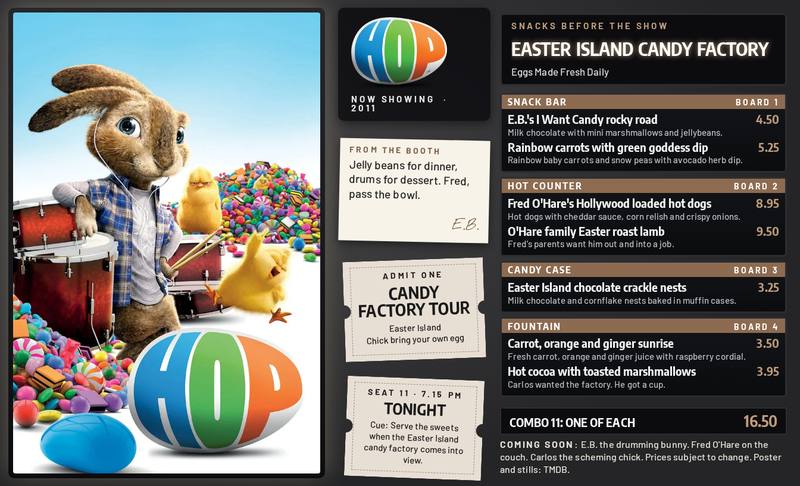 HOP
HOP
NOW SHOWING ·
2011
FROM THE BOOTH
Jelly beans for dinner,
drums for dessert. Fred,
pass the bowl.
E.B.
ADMIT ONE
CANDY
FACTORY TOUR
Easter Island
Chick bring your own egg
SEAT 11 · 7.15 PM
TONIGHT
Cue: Serve the sweets
when the Easter Island
candy factory comes into
view.
SNACKS BEFORE THE SHOW
EASTER ISLAND CANDY FACTORY
Eggs Made Fresh Daily
SNACK BAR BOARD 1
E.B.'s I Want Candy rocky road 4.50
Milk chocolate with mini marshmallows and jellybeans.
Rainbow carrots with green goddess dip 5.25
Rainbow baby carrots and snow peas with avocado herb dip.
HOT COUNTER BOARD 2
Fred O'Hare's Hollywood loaded hot dogs 8.95
Hot dogs with cheddar sauce, corn relish and crispy onions.
O'Hare family Easter roast lamb 9.50
Fred's parents want him out and into a job.
CANDY CASE BOARD 3
Easter Island chocolate crackle nests 3.25
Milk chocolate and cornflake nests baked in muffin cases.
FOUNTAIN BOARD 4
Carrot, orange and ginger sunrise 3.50
Fresh carrot, orange and ginger juice with raspberry cordial.
Hot cocoa with toasted marshmallows 3.95
Carlos wanted the factory. He got a cup.
COMBO 11: ONE OF EACH 16.50
COMING SOON: E.B. the drumming bunny. Fred O'Hare on the
couch. Carlos the scheming chick. Prices subject to change. Poster
and stills: TMDB.